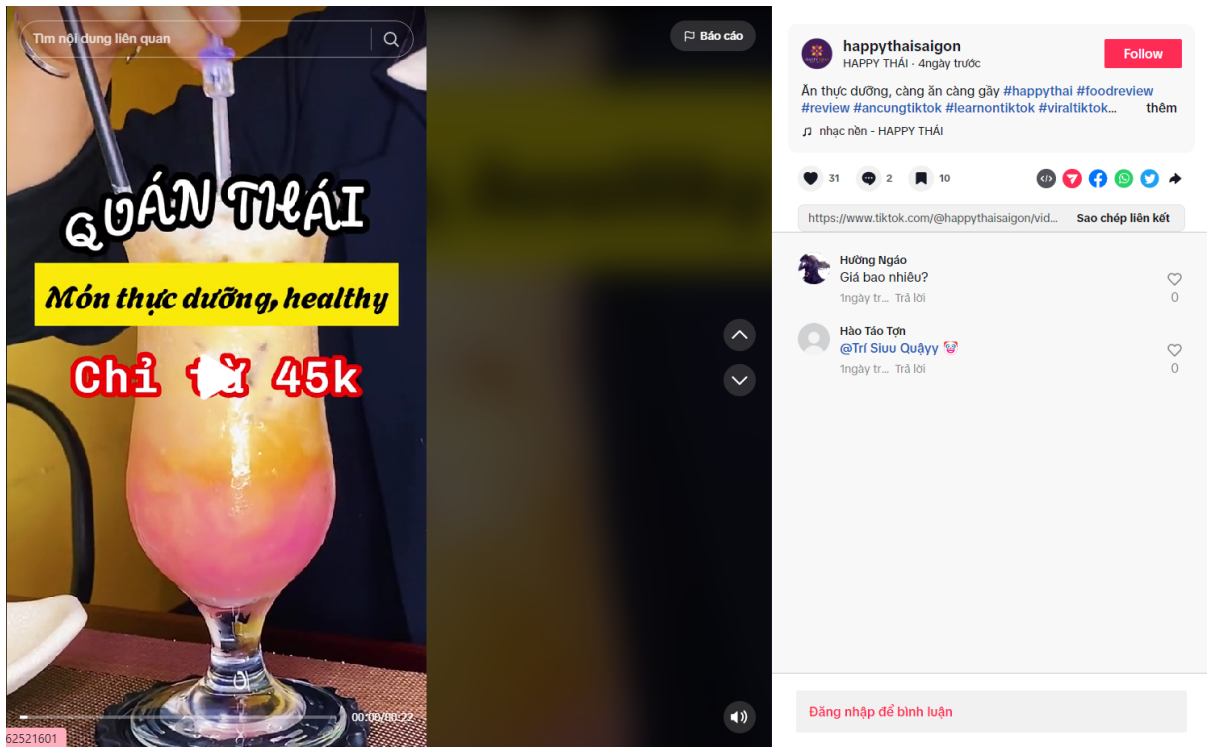 Tìm nội dung liên quan
Báo cáo
QUÁN THÁI
Món thực dưỡng, healthy
Chỉ từ 45k
00:00/00:22
62521601
happythaisaigon
HAPPY THÁI · 4ngày trước
Follow
Ăn thực dưỡng, càng ăn càng gầy #happythai #foodreview
#review #ancungtiktok #learnontiktok #viraltiktok... thêm
nhạc nền - HAPPY THÁI
31 2 10
https://www.tiktok.com/@happythaisaigon/vid... Sao chép liên kết
Hường Ngáo
Giá bao nhiêu?
1ngày tr... Trả lời
0
Hào Táo Tợn
@Trí Siuu Quậyy
1ngày tr... Trả lời
0
Đăng nhập để bình luận